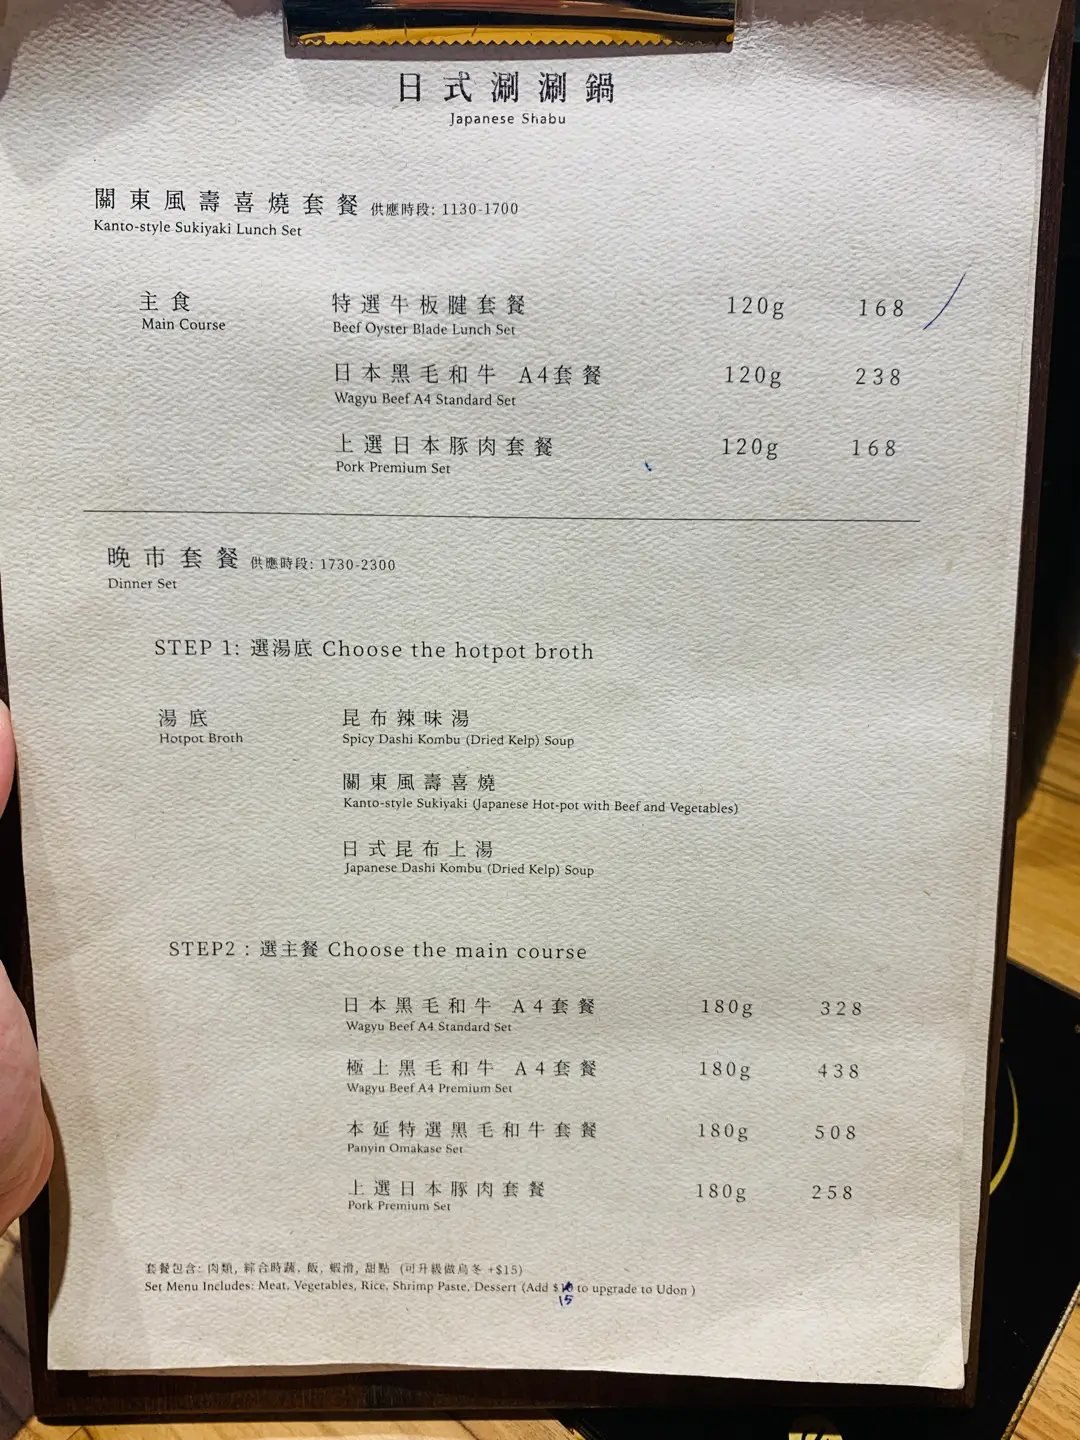 日式涮涮鍋
Japanese Shabu
關東風壽喜燒套餐 供應時段: 1130-1700
Kanto-style Sukiyaki Lunch Set
主食 特選牛板腱套餐 120g 168
Main Course Beef Oyster Blade Lunch Set
日本黑毛和牛 A4套餐 120g 238
Wagyu Beef A4 Standard Set
上選日本豚肉套餐 120g 168
Pork Premium Set
晚市套餐 供應時段: 1730-2300
Dinner Set
STEP 1: 選湯底 Choose the hotpot broth
湯底 昆布辣味湯
Hotpot Broth Spicy Dashi Kombu (Dried Kelp) Soup
關東風壽喜燒
Kanto-style Sukiyaki (Japanese Hot-pot with Beef and Vegetables)
日式昆布上湯
Japanese Dashi Kombu (Dried Kelp) Soup
STEP2 : 選主餐 Choose the main course
日本黑毛和牛 A4套餐 180g 328
Wagyu Beef A4 Standard Set
極上黑毛和牛 A4套餐 180g 438
Wagyu Beef A4 Premium Set
本延特選黑毛和牛套餐 180g 508
Panyin Omakase Set
上選日本豚肉套餐 180g 258
Pork Premium Set
套餐包含: 肉類, 綜合時蔬, 飯, 蝦滑, 甜點 (可升級做烏冬 +$15)
Set Menu Includes: Meat, Vegetables, Rice, Shrimp Paste, Dessert (Add $ to upgrade to Udon )
15